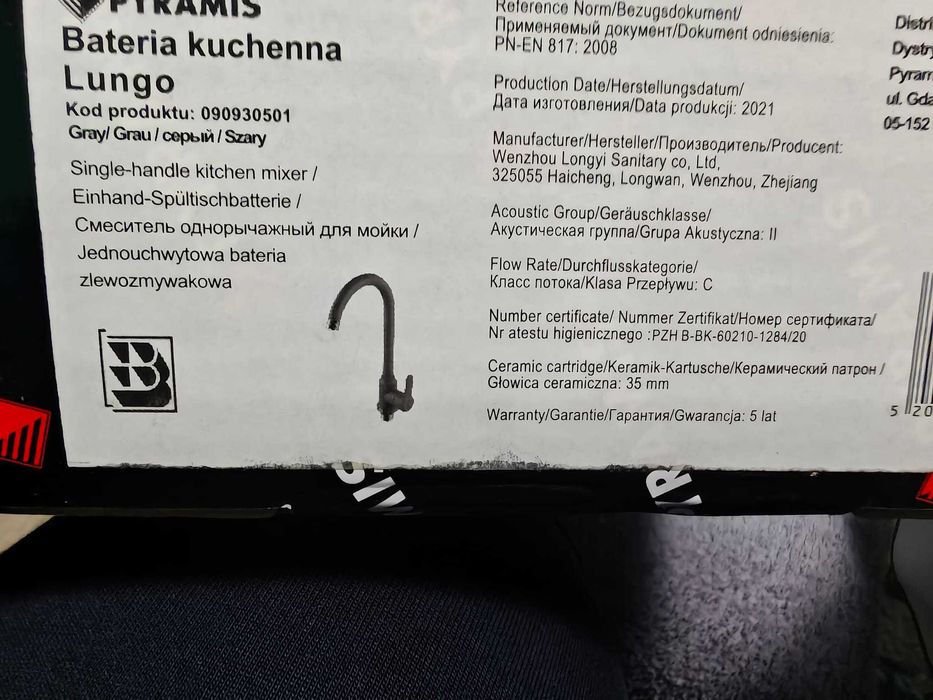 PYRAMIS
Bateria kuchenna
Lungo
Kod produktu: 090930501
Gray/ Grau / серый / Szary
Single-handle kitchen mixer /
Einhand-Spültischbatterie /
Смеситель однорычажный для мойки /
Jednouchwytowa bateria
zlewozmywakowa
B
Reference Norm/Bezugsdokument/
Применяемый документ/Dokument odniesienia:
PN-EN 817: 2008
Production Date/Herstellungsdatum/
Дата изготовления/Data produkcji: 2021
Manufacturer/Hersteller/Производитель/Producent:
Wenzhou Longyi Sanitary co, Ltd,
325055 Haicheng, Longwan, Wenzhou, Zhejiang
Acoustic Group/Geräuschklasse/
Акустическая группа/Grupa Akustyczna: II
Flow Rate/Durchflusskategorie/
Класс потока/Klasa Przepływu: C
Number certificate/ Nummer Zertifikat/Номер сертификата/
Nr atestu higienicznego :PZH B-BK-60210-1284/20
Ceramic cartridge/Keramik-Kartusche/Керамический патрон /
Głowica ceramiczna: 35 mm
Warranty/Garantie/Гарантия/Gwarancja: 5 lat
Distri
Dystry
Pyram
ul. Gda
05-152
5 20